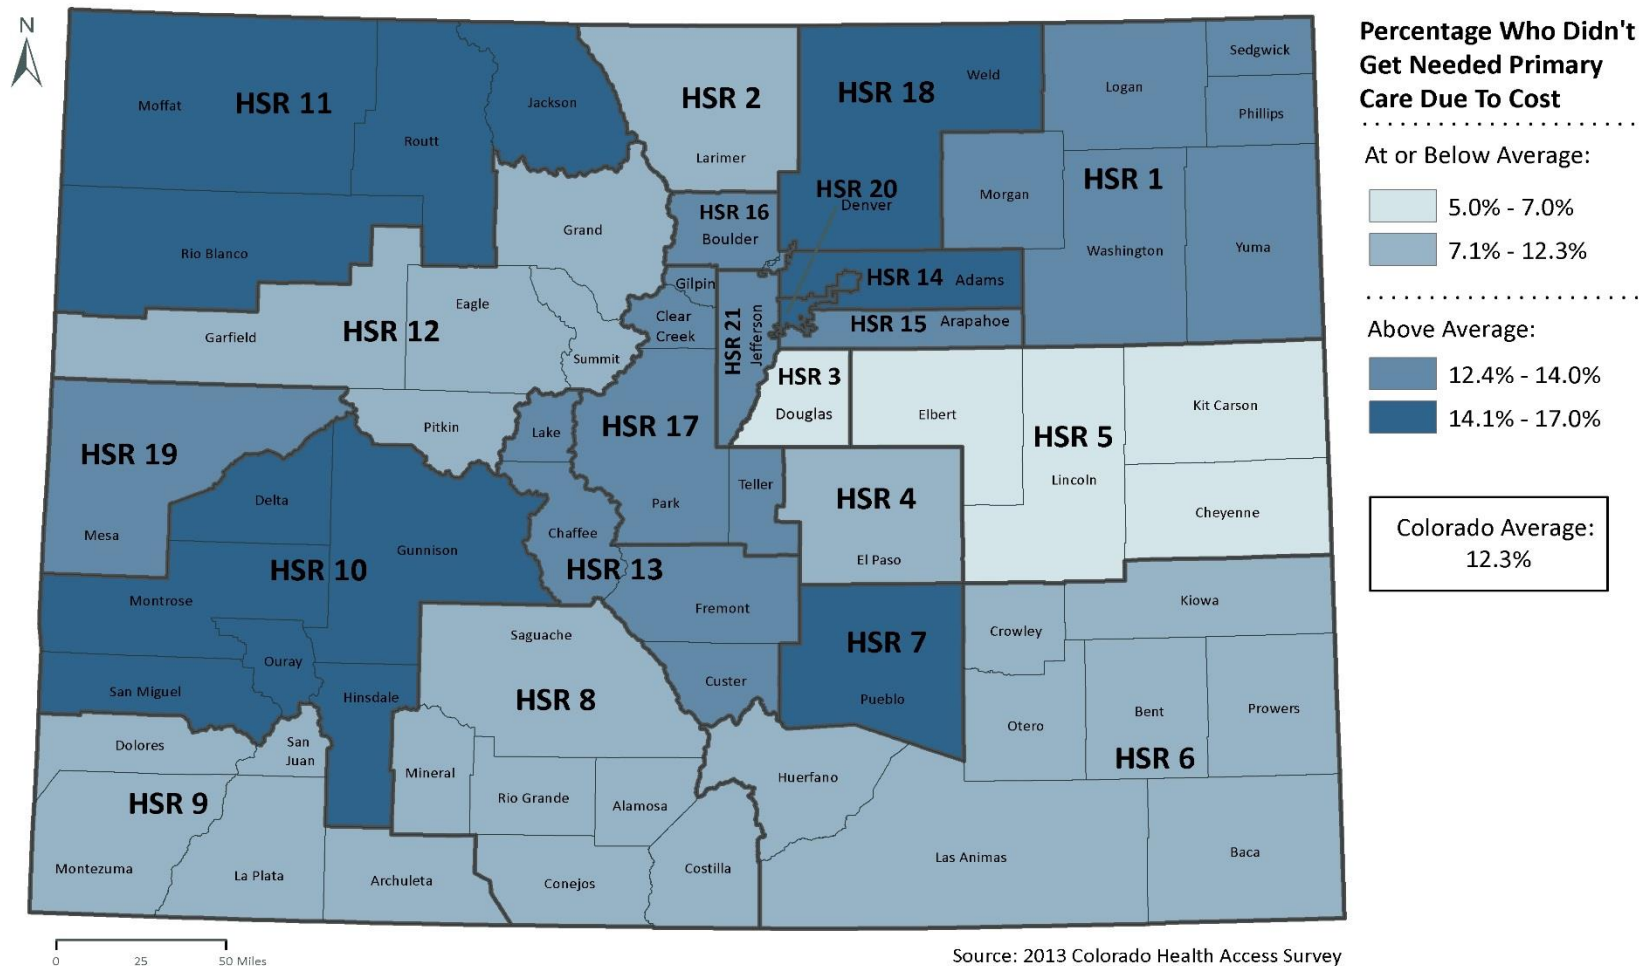 N
Percentage Who Didn't
Get Needed Primary
Care Due To Cost
At or Below Average:
5.0% - 7.0%
7.1% - 12.3%
Above Average:
12.4% - 14.0%
14.1% - 17.0%
Colorado Average:
12.3%
Moffat
HSR 11
Routt
Jackson
Rio Blanco
HSR 2
Larimer
HSR 18
Weld
Logan
Sedgwick
Phillips
HSR 1
Morgan
Washington
Yuma
HSR 20
Denver
HSR 16
Boulder
Grand
Eagle
Garfield
HSR 12
Summit
Pitkin
Gilpin
Clear
Creek
HSR 21
Jefferson
HSR 14
Adams
HSR 15
Arapahoe
HSR 3
Douglas
Elbert
HSR 5
Lincoln
Kit Carson
Cheyenne
HSR 19
Mesa
Lake
HSR 17
Park
Teller
HSR 4
El Paso
Delta
Gunnison
HSR 10
Montrose
Ouray
San Miguel
Hinsdale
Chaffee
HSR 13
Fremont
Custer
HSR 7
Pueblo
Crowley
Kiowa
Otero
Bent
Prowers
HSR 6
Las Animas
Baca
Huerfano
Saguache
HSR 8
Mineral
Rio Grande
Alamosa
Conejos
Costilla
Dolores
San
Juan
HSR 9
Montezuma
La Plata
Archuleta
0 25 50 Miles
Source: 2013 Colorado Health Access Survey